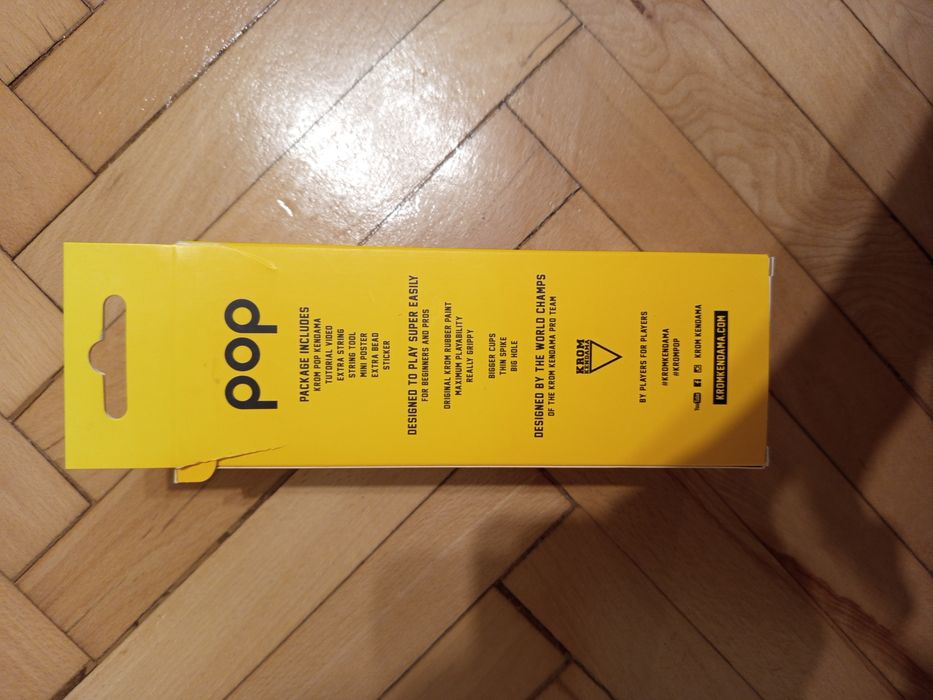 pop
PACKAGE INCLUDES
KROM POP KENDAMA
TUTORIAL VIDEO
EXTRA STRING
STRING TOOL
MINI POSTER
EXTRA BEAD
STICKER
DESIGNED TO PLAY SUPER EASILY
FOR BEGINNERS AND PROS
ORIGINAL KROM RUBBER PAINT
MAXIMUM PLAYABILITY
REALLY GRIPPY
BIGGER CUPS
THIN SPIKE
BIG HOLE
DESIGNED BY THE WORLD CHAMPS
OF THE KROM KENDAMA PRO TEAM
KROM
KENDAMA
BY PLAYERS FOR PLAYERS
#KROMKENDAMA
#KROMPOP
YouTube f KROM KENDAMA
KROMKENDAMA.COM